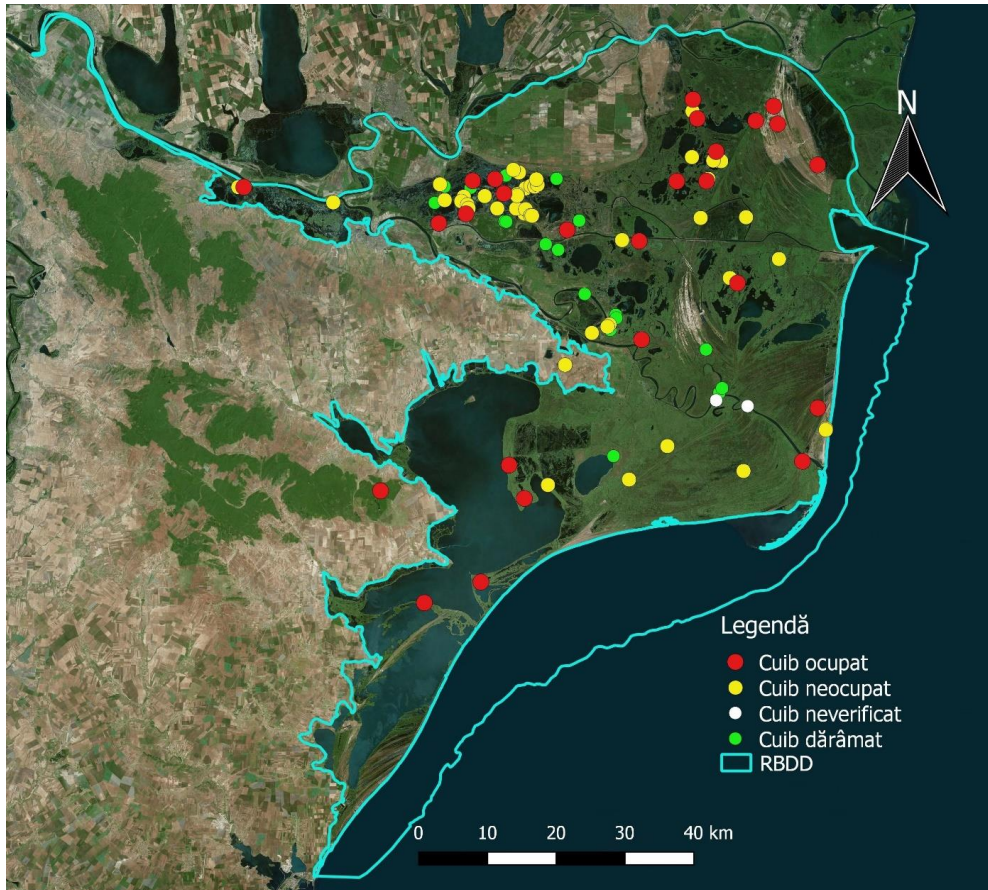 N
Legendă
Cuib ocupat
Cuib neocupat
Cuib neverificat
Cuib dărâmat
RBDD
0 10 20 30 40 km